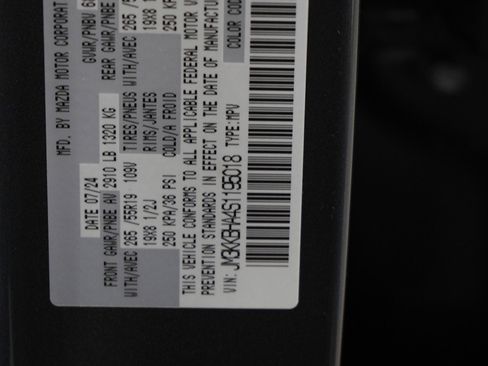 MFD. BY MAZDA MOTOR CORPORAT
DATE 07/24 GVWR/PNBV
FRONT GAWR/PNBE AV 2910 LB 1320 KG REAR GAWR/PNBE
WITH/AVEC 265 /55R19 109V TIRES/PNEUS WITH/AVEC 265
19X8 1/2J RIMS/JANTES 19X8
250 KPA/36 PSI COLD/A FROID 250 KP
THIS VEHICLE CONFORMS TO ALL APPLICABLE FEDERAL MOTOR V
PREVENTION STANDARDS IN EFFECT ON THE DATE OF MANUFACTU
VIN: JM3KKBHA4S1195018 TYPE: MPV COLOR COD